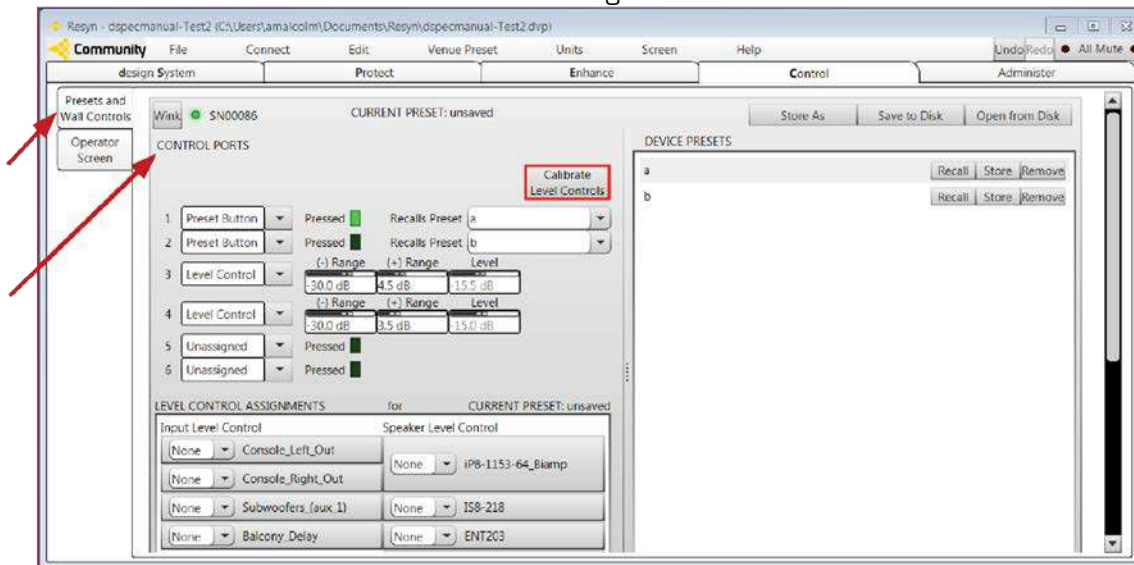 Resyn - dspecmanual-Test2 (C:\Users\amalcolm\Documents\Resyn\dspecmanual-Test2.dvp)
Community File Connect Edit Venue Preset Units Screen Help Undo Redo All Mute
design System Protect Enhance Control Administer
Presets and
Wall Controls
Operator
Screen
Wink SN00086 CURRENT PRESET: unsaved Store As Save to Disk Open from Disk
CONTROL PORTS
DEVICE PRESETS
Calibrate
Level Controls
a Recall Store Remove
b Recall Store Remove
1 Preset Button Pressed Recalls Preset a
2 Preset Button Pressed Recalls Preset b
(-) Range (+) Range Level
3 Level Control -30.0 dB 4.5 dB -15.5 dB
(-) Range (+) Range Level
4 Level Control -30.0 dB 3.5 dB -15.0 dB
5 Unassigned Pressed
6 Unassigned Pressed
LEVEL CONTROL ASSIGNMENTS for CURRENT PRESET: unsaved
Input Level Control Speaker Level Control
None Console_Left_Out
None iP8-1153-64_Biamp
None Console_Right_Out
None Subwoofers_(aux_1) None IS8-218
None Balcony_Delay None ENT203